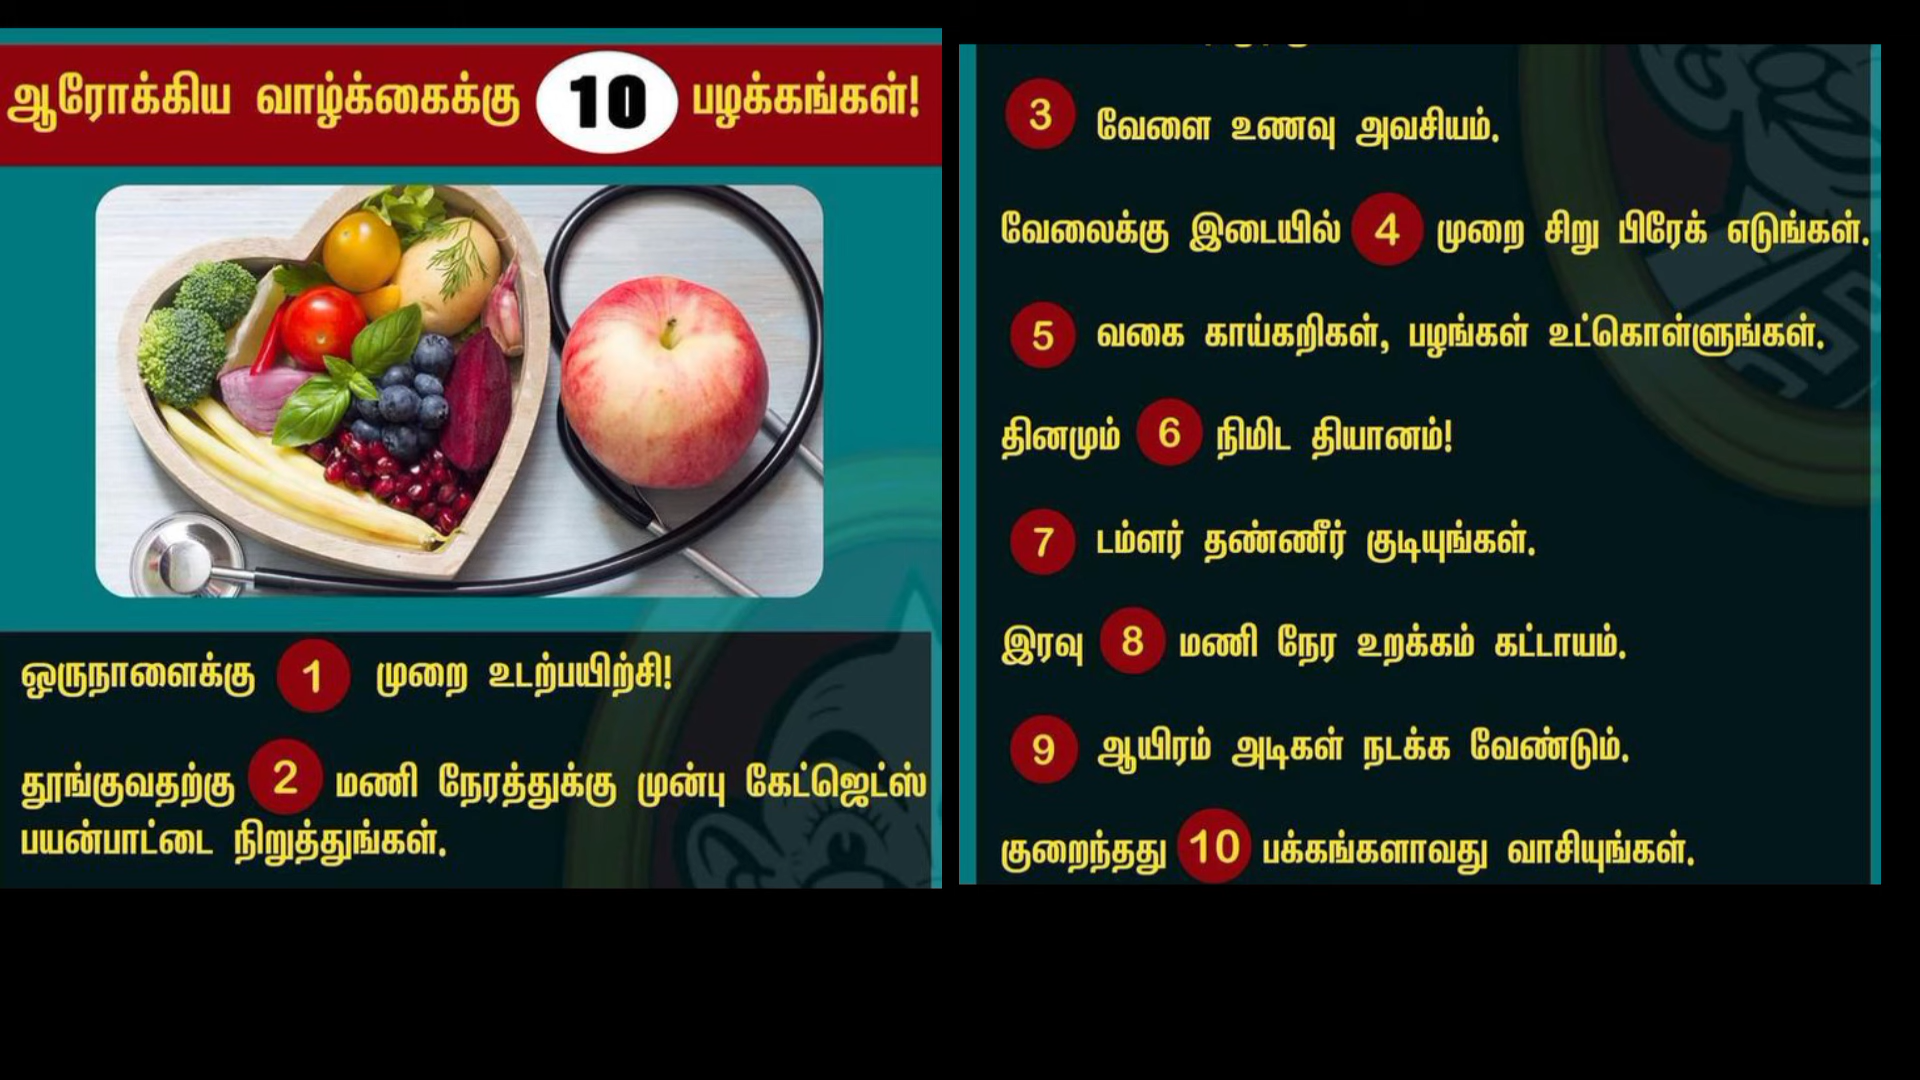 ஆரோக்கிய வாழ்க்கைக்கு 10 பழக்கங்கள்!
ஒருநாளைக்கு 1 முறை உடற்பயிற்சி!
தூங்குவதற்கு 2 மணி நேரத்துக்கு முன்பு கேட்ஜெட்ஸ்
பயன்பாட்டை நிறுத்துங்கள்.
3 வேளை உணவு அவசியம்.
வேலைக்கு இடையில் 4 முறை சிறு பிரேக் எடுங்கள்.
5 வகை காய்கறிகள், பழங்கள் உட்கொள்ளுங்கள்.
தினமும் 6 நிமிட தியானம்!
7 டம்ளர் தண்ணீர் குடியுங்கள்.
இரவு 8 மணி நேர உறக்கம் கட்டாயம்.
9 ஆயிரம் அடிகள் நடக்க வேண்டும்.
குறைந்தது 10 பக்கங்களாவது வாசியுங்கள்.